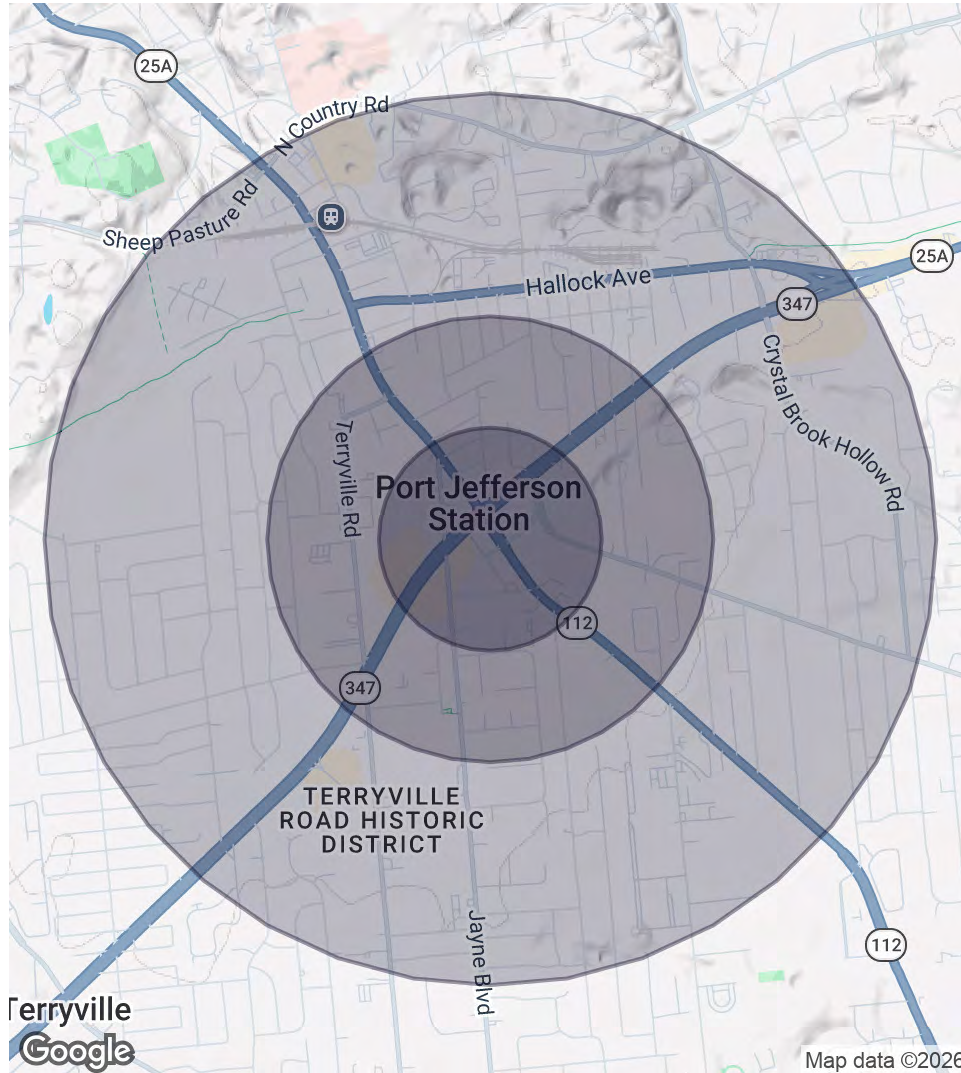 25A
N Country Rd
Sheep Pasture Rd
25A
Hallock Ave
347
Crystal Brook Hollow Rd
Terryville Rd
Port Jefferson
Station
112
347
TERRYVILLE
ROAD HISTORIC
DISTRICT
Jayne Blvd
112
Terryville
Google
Map data ©2026